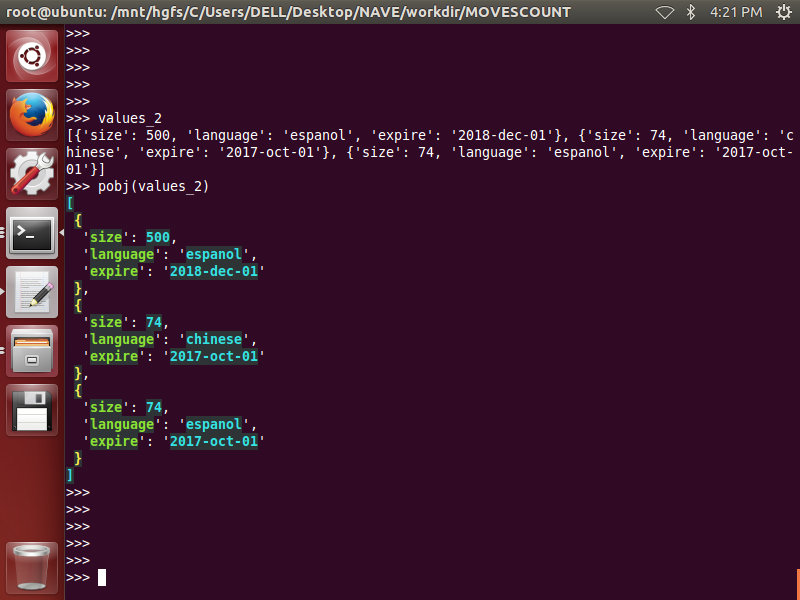 root@ubuntu: /mnt/hgfs/C/Users/DELL/Desktop/NAVE/workdir/MOVESCOUNT 4:21 PM
>>>
>>>
>>>
>>>
>>>
>>> values_2
[{'size': 500, 'language': 'espanol', 'expire': '2018-dec-01'}, {'size': 74, 'language': 'c
hinese', 'expire': '2017-oct-01'}, {'size': 74, 'language': 'espanol', 'expire': '2017-oct-
01'}]
>>> pobj(values_2)
[
{
'size': 500,
'language': 'espanol',
'expire': '2018-dec-01'
},
{
'size': 74,
'language': 'chinese',
'expire': '2017-oct-01'
},
{
'size': 74,
'language': 'espanol',
'expire': '2017-oct-01'
}
]
>>>
>>>
>>>
>>>
>>>
>>>